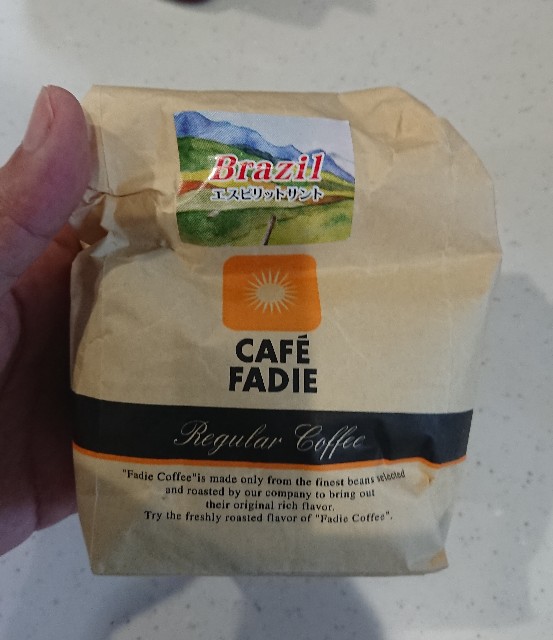 Brazil
エスピリットサント
CAFÉ
FADIE
Regular Coffee
"Fadie Coffee"is made only from the finest beans selected
and roasted by our company to bring out
their original rich flavor.
Try the freshly roasted flavor of "Fadie Coffee".